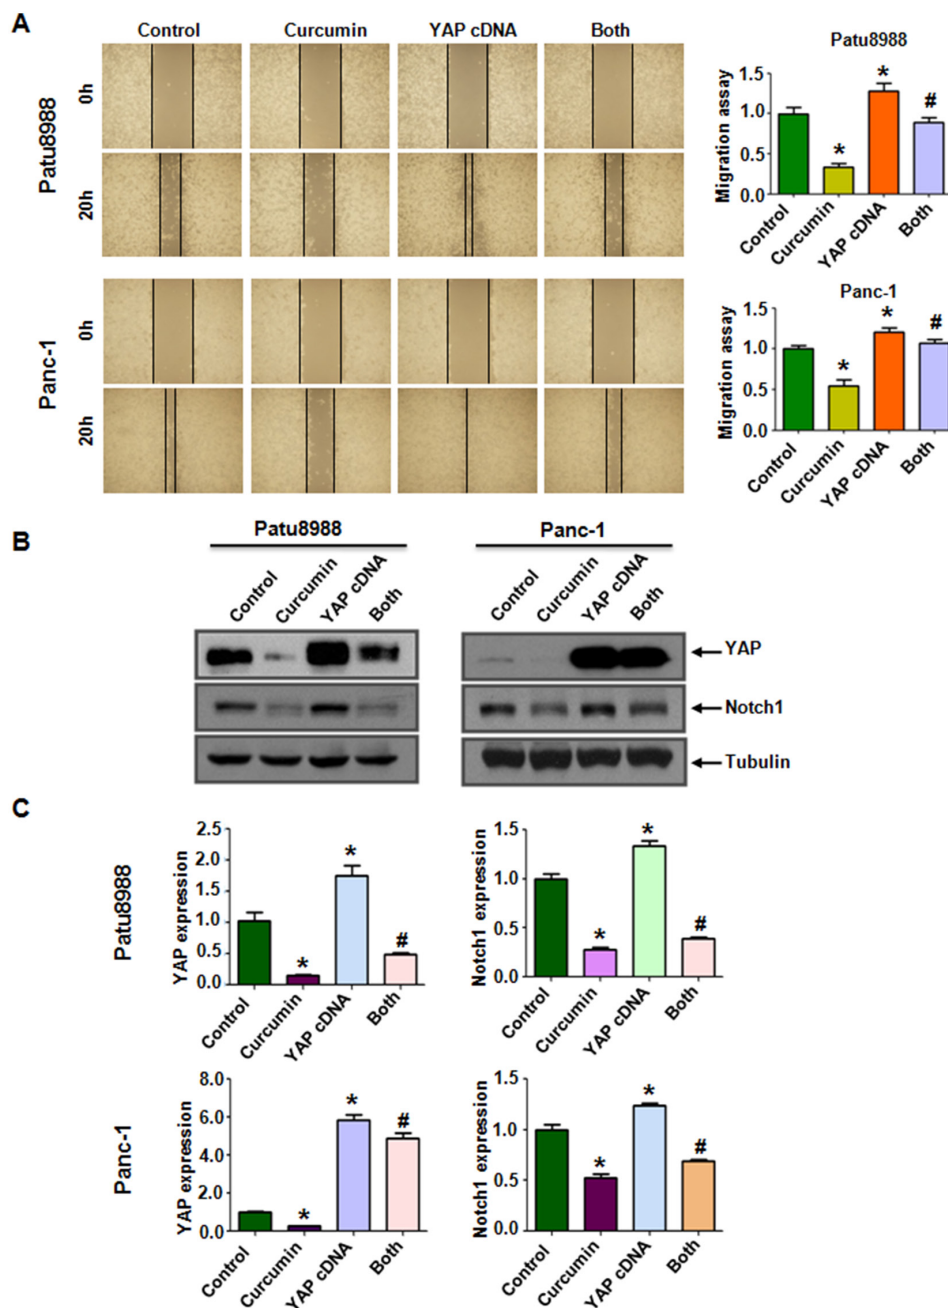 A
Control Curcumin YAP cDNA Both
Patu8988
0h
20h
Panc-1
0h
20h
Patu8988
Migration assay
1.5
1.0
0.5
0.0
* * #
Control Curcumin YAP cDNA Both
Panc-1
Migration assay
1.5
1.0
0.5
0.0
* * #
Control Curcumin YAP cDNA Both
B
Patu8988 Panc-1
Control Curcumin YAP cDNA Both Control Curcumin YAP cDNA Both
YAP
Notch1
Tubulin
C
Patu8988
YAP expression
2.5
2.0
1.5
1.0
0.5
0.0
* * #
Control Curcumin YAP cDNA Both
Notch1 expression
1.5
1.0
0.5
0.0
* * #
Control Curcumin YAP cDNA Both
Panc-1
YAP expression
8.0
6.0
4.0
2.0
0.0
* * #
Control Curcumin YAP cDNA Both
Notch1 expression
1.5
1.0
0.5
0.0
* * #
Control Curcumin YAP cDNA Both